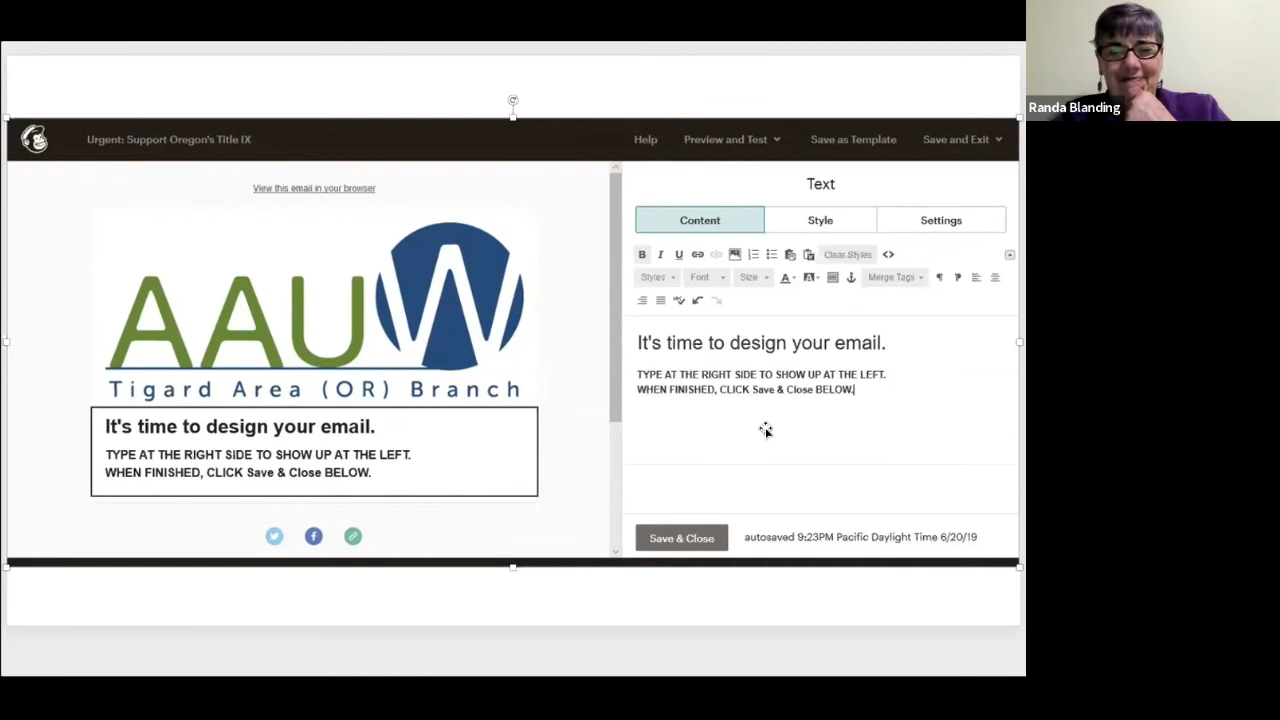 Randa Blanding
Urgent: Support Oregon's Title IX
Help
Preview and Test
Save as Template
Save and Exit
View this email in your browser
AAUW
Tigard Area (OR) Branch
It's time to design your email.
TYPE AT THE RIGHT SIDE TO SHOW UP AT THE LEFT.
WHEN FINISHED, CLICK Save & Close BELOW.
Text
Content
Style
Settings
B I U
Clear Styles
Styles
Font
Size
A
A
Merge Tags
It's time to design your email.
TYPE AT THE RIGHT SIDE TO SHOW UP AT THE LEFT.
WHEN FINISHED, CLICK Save & Close BELOW.
Save & Close
autosaved 9:23PM Pacific Daylight Time 6/20/19